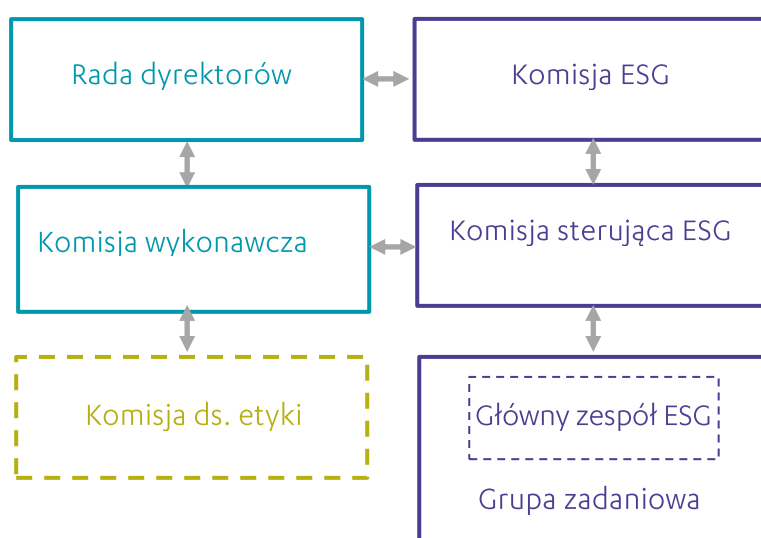 Rada dyrektorów
Komisja ESG
Komisja wykonawcza
Komisja sterująca ESG
Komisja ds. etyki
Główny zespół ESG
Grupa zadaniowa